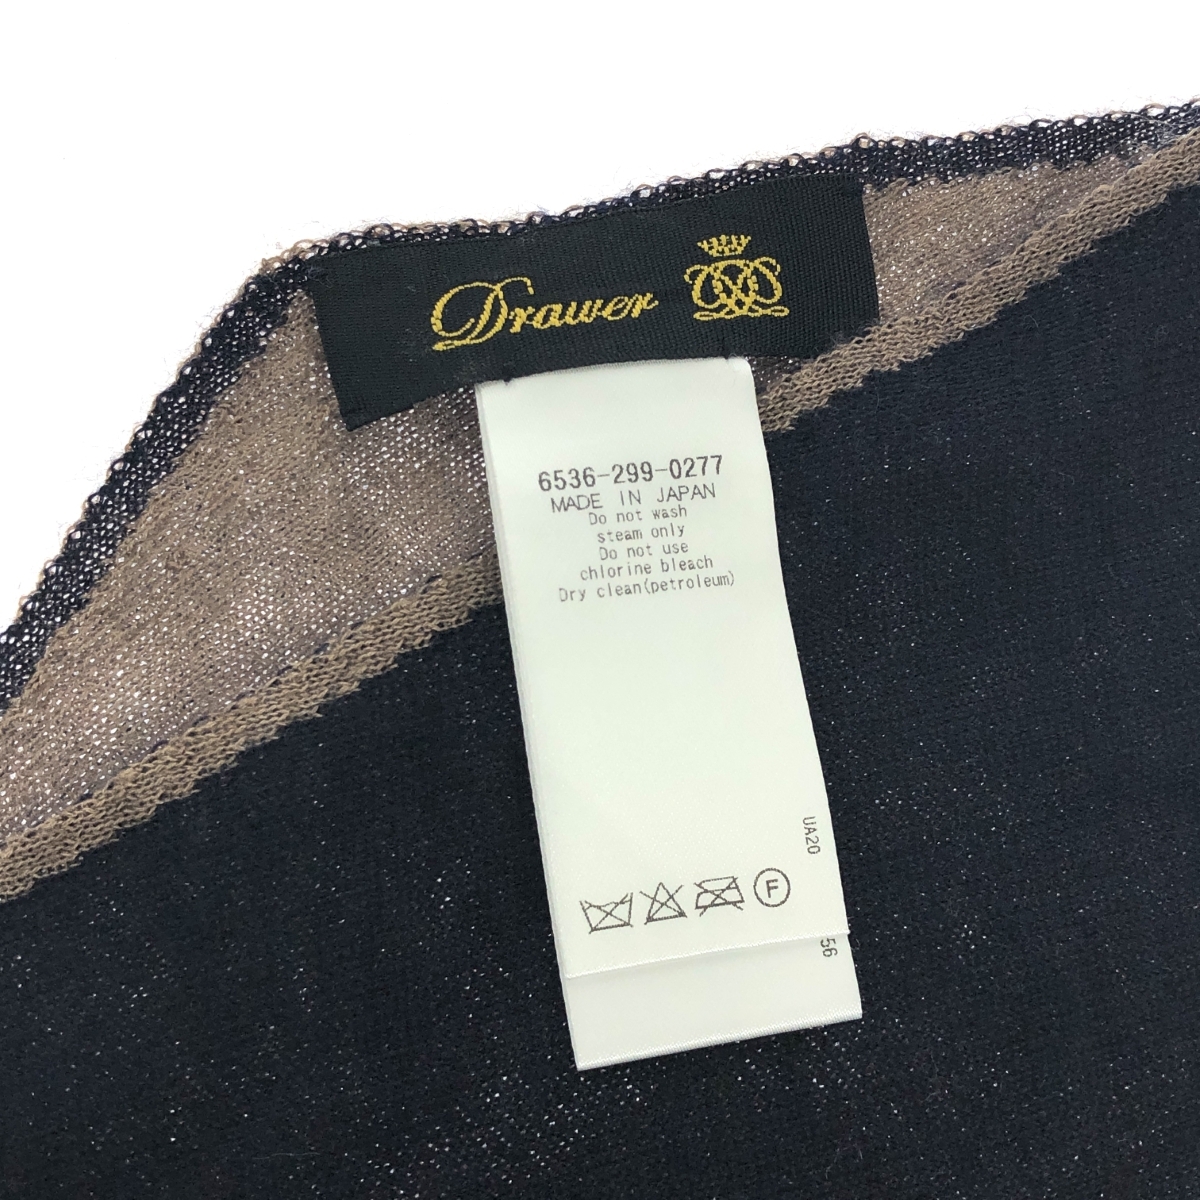 Drawer
6536-299-0277
MADE IN JAPAN
Do not wash
steam only
Do not use
chlorine bleach
Dry clean(petroleum)
UA20
F
56